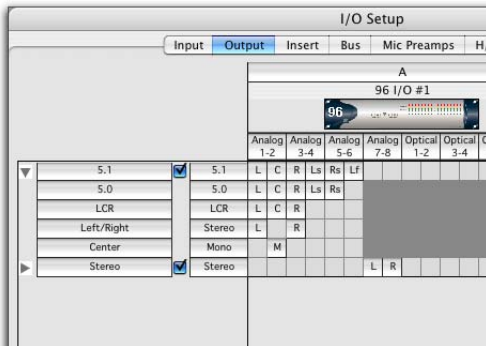 I/O Setup
Input Output Insert Bus Mic Preamps H/
A
96 I/O #1
96
Analog Analog Analog Analog Optical Optical
1-2 3-4 5-6 7-8 1-2 3-4
5.1 5.1 L C R Ls Rs Lf
5.0 5.0 L C R Ls Rs
LCR LCR L C R
Left/Right Stereo L R
Center Mono M
Stereo Stereo L R